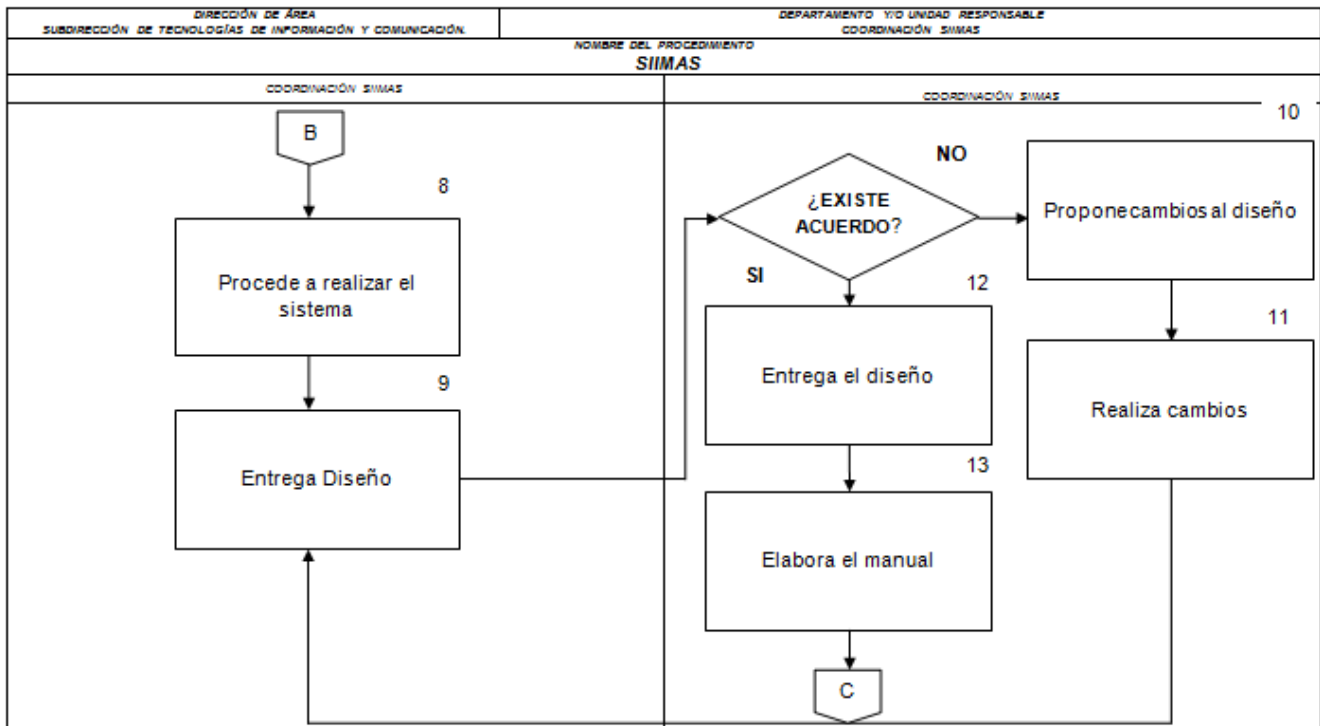 DIRECCIÓN DE ÁREA
SUBDIRECCIÓN DE TECNOLOGÍAS DE INFORMACIÓN Y COMUNICACIÓN.
DEPARTAMENTO Y/O UNIDAD RESPONSABLE
COORDINACIÓN SIIMAS
NOMBRE DEL PROCEDIMIENTO
SIIMAS
COORDINACIÓN SIIMAS
COORDINACIÓN SIIMAS
B
8
Procede a realizar el
sistema
9
Entrega Diseño
¿EXISTE
ACUERDO?
NO
SI
10
Propone cambios al diseño
11
Realiza cambios
12
Entrega el diseño
13
Elabora el manual
C